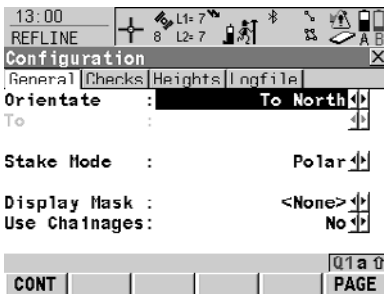 13:00
REFLINE
L1= 7
8 L2= 7
A B
Configuration X
General Checks Heights Logfile
Orientate : To North
To :
Stake Mode : Polar
Display Mask : <None>
Use Chainages: No
Q1 a
CONT PAGE